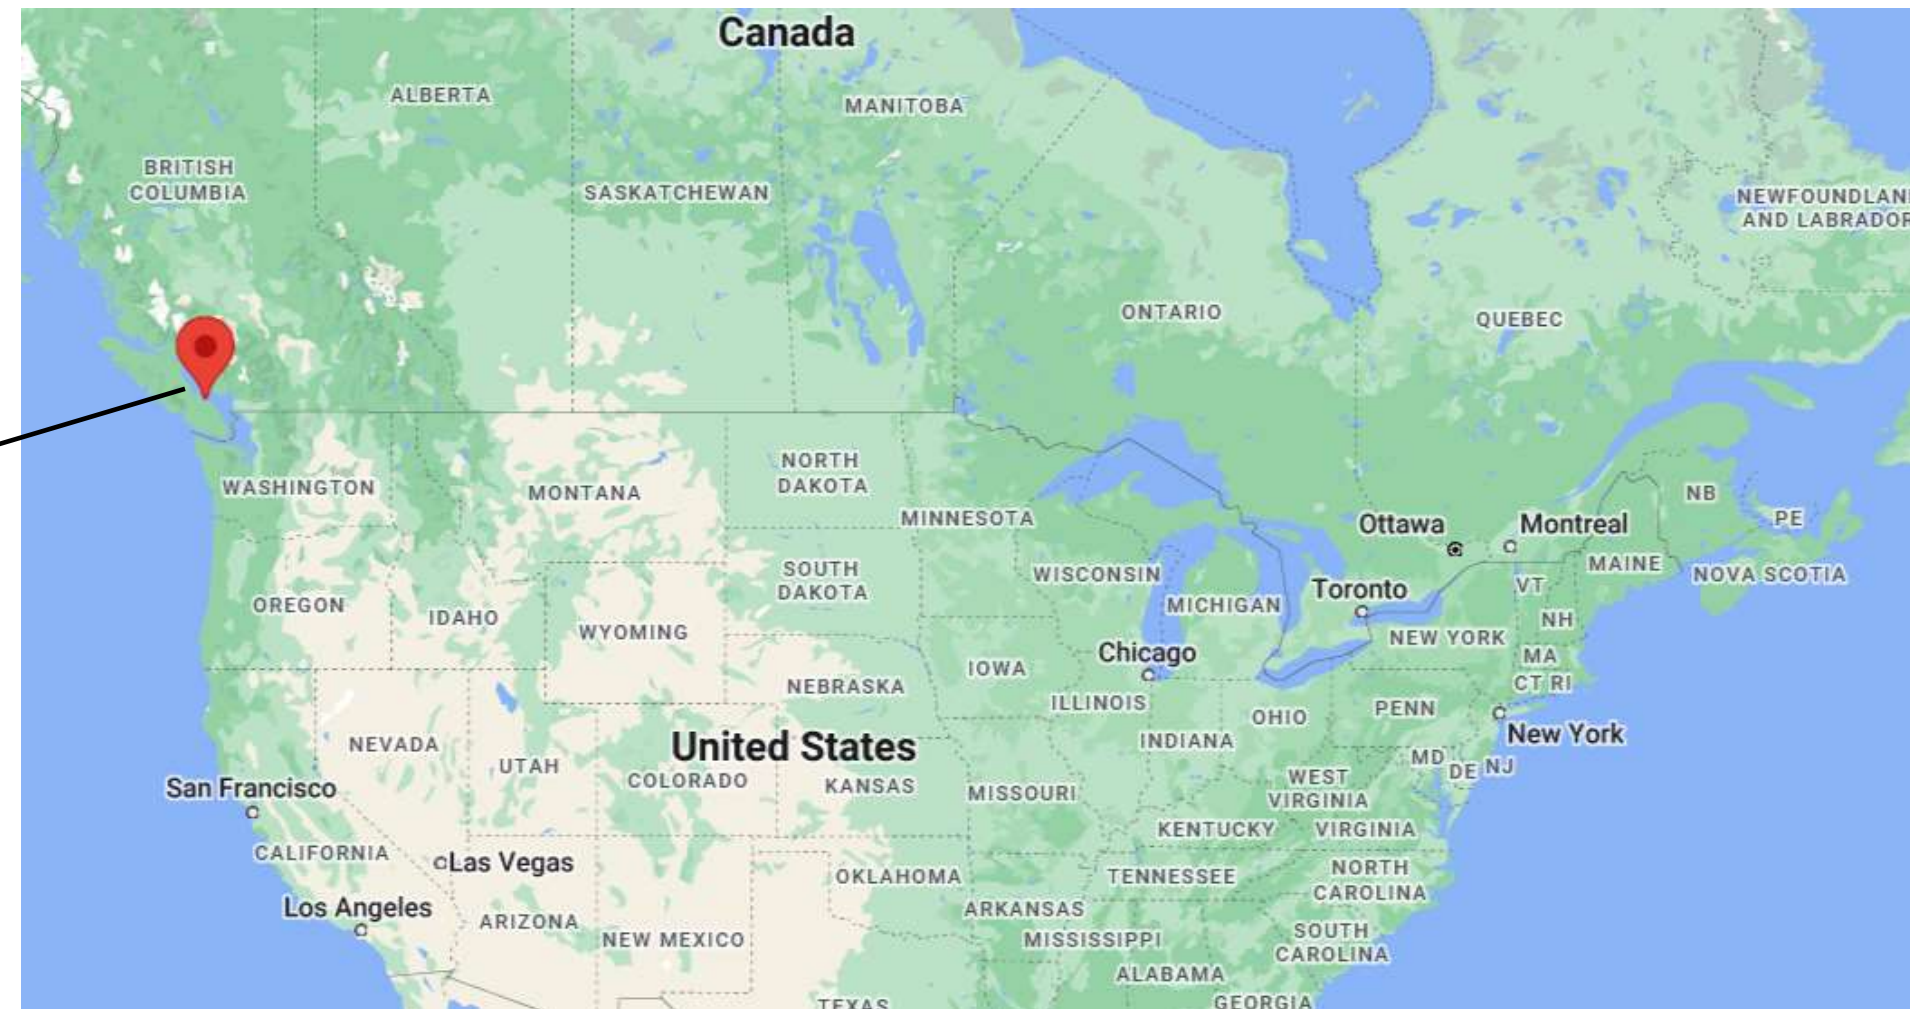 Canada
ALBERTA
MANITOBA
BRITISH
COLUMBIA
SASKATCHEWAN
NEWFOUNDLAN
AND LABRADOR
ONTARIO
QUEBEC
WASHINGTON
MONTANA
NORTH
DAKOTA
MINNESOTA
NB
PE
Ottawa
Montreal
MAINE
NOVA SCOTIA
OREGON
IDAHO
WYOMING
SOUTH
DAKOTA
WISCONSIN
MICHIGAN
Toronto
VT
NH
NEW YORK
MA
CT RI
Chicago
IOWA
NEBRASKA
ILLINOIS
OHIO
PENN
New York
INDIANA
NEVADA
UTAH
United States
COLORADO
KANSAS
MISSOURI
WEST
VIRGINIA
MD
DE
NJ
San Francisco
KENTUCKY
VIRGINIA
CALIFORNIA
Las Vegas
OKLAHOMA
TENNESSEE
NORTH
CAROLINA
Los Angeles
ARIZONA
NEW MEXICO
ARKANSAS
MISSISSIPPI
SOUTH
CAROLINA
ALABAMA
TEXAS
GEORGIA